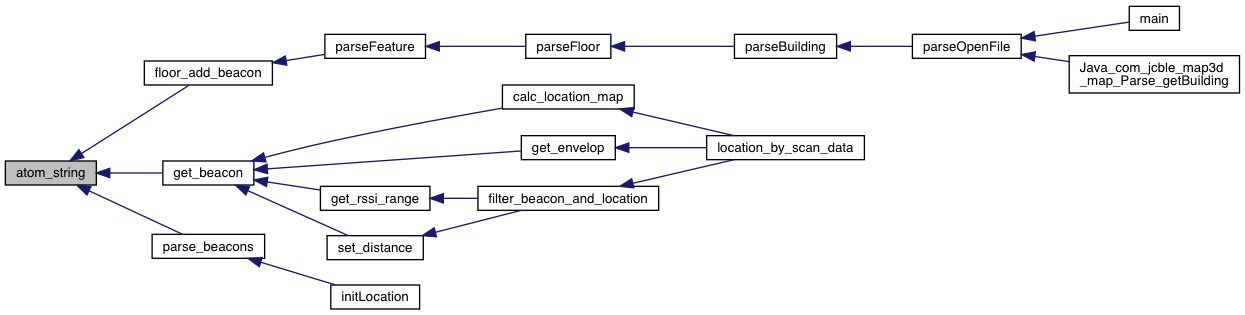 main
parseFeature
parseFloor
parseBuilding
parseOpenFile
floor_add_beacon
Java_com_jcble_map3d
_map_Parse_getBuilding
calc_location_map
get_envelop
location_by_scan_data
atom_string
get_beacon
get_rssi_range
filter_beacon_and_location
parse_beacons
set_distance
initLocation